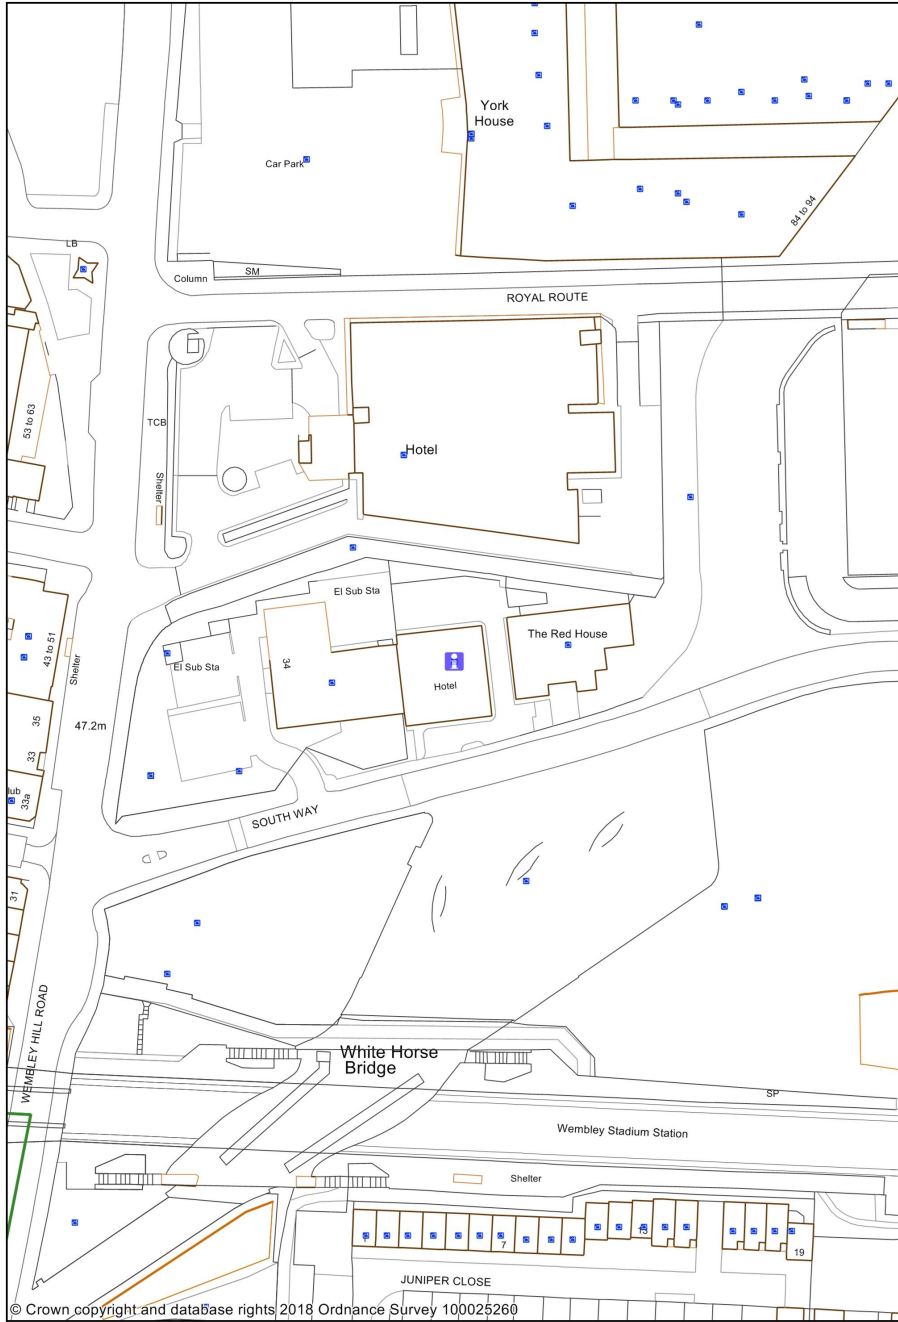 York
House
Car Park
84 to 94
LB
Column
SM
ROYAL ROUTE
53 to 63
TCB
Hotel
Shelter
El Sub Sta
The Red House
43 to 51
El Sub Sta
34
Shelter
Hotel
35
47.2m
33
lub
33a
SOUTH WAY
31
WEMBLEY HILL ROAD
White Horse
Bridge
SP
Wembley Stadium Station
Shelter
1
7
15
19
JUNIPER CLOSE
© Crown copyright and database rights 2018 Ordnance Survey 100025260